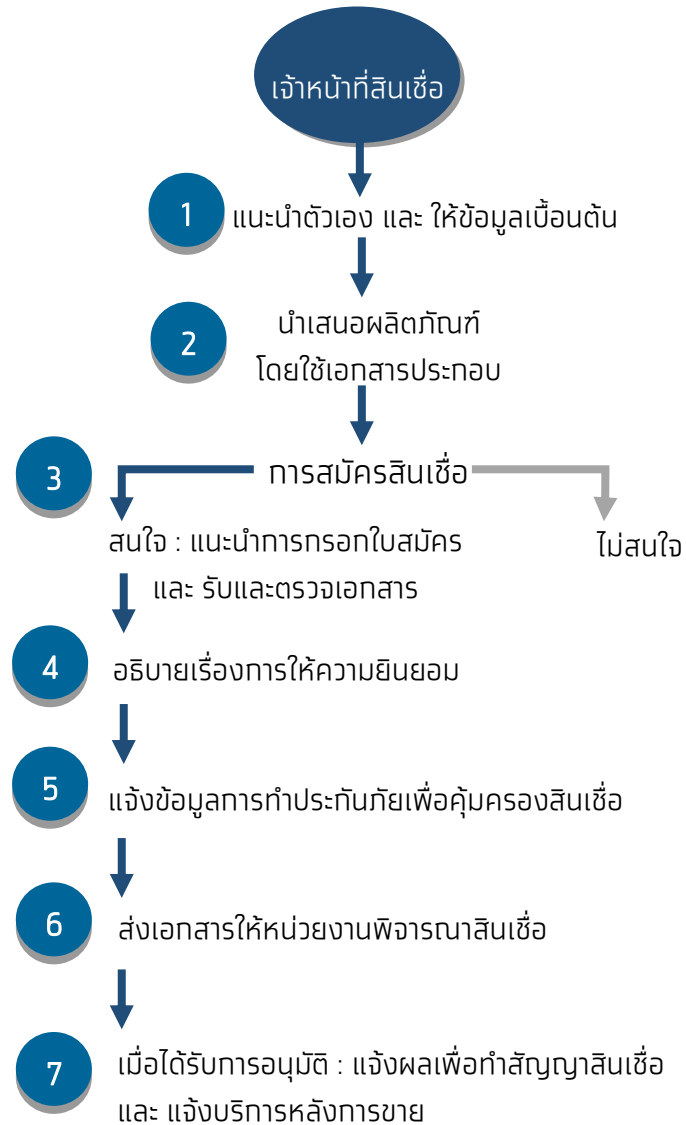 เจ้าหน้าที่สินเชื่อ
1
แนะนำตัวเอง และ ให้ข้อมูลเบื้อนต้น
2
นำเสนอผลิตภัณฑ์
โดยใช้เอกสารประกอบ
3
การสมัครสินเชื่อ
สนใจ : แนะนำการกรอกใบสมัคร
และ รับและตรวจเอกสาร
ไม่สนใจ
4
อธิบายเรื่องการให้ความยินยอม
5
แจ้งข้อมูลการทำประกันภัยเพื่อคุ้มครองสินเชื่อ
6
ส่งเอกสารให้หน่วยงานพิจารณาสินเชื่อ
7
เมื่อได้รับการอนุมัติ : แจ้งผลเพื่อทำสัญญาสินเชื่อ
และ แจ้งบริการหลังการขาย